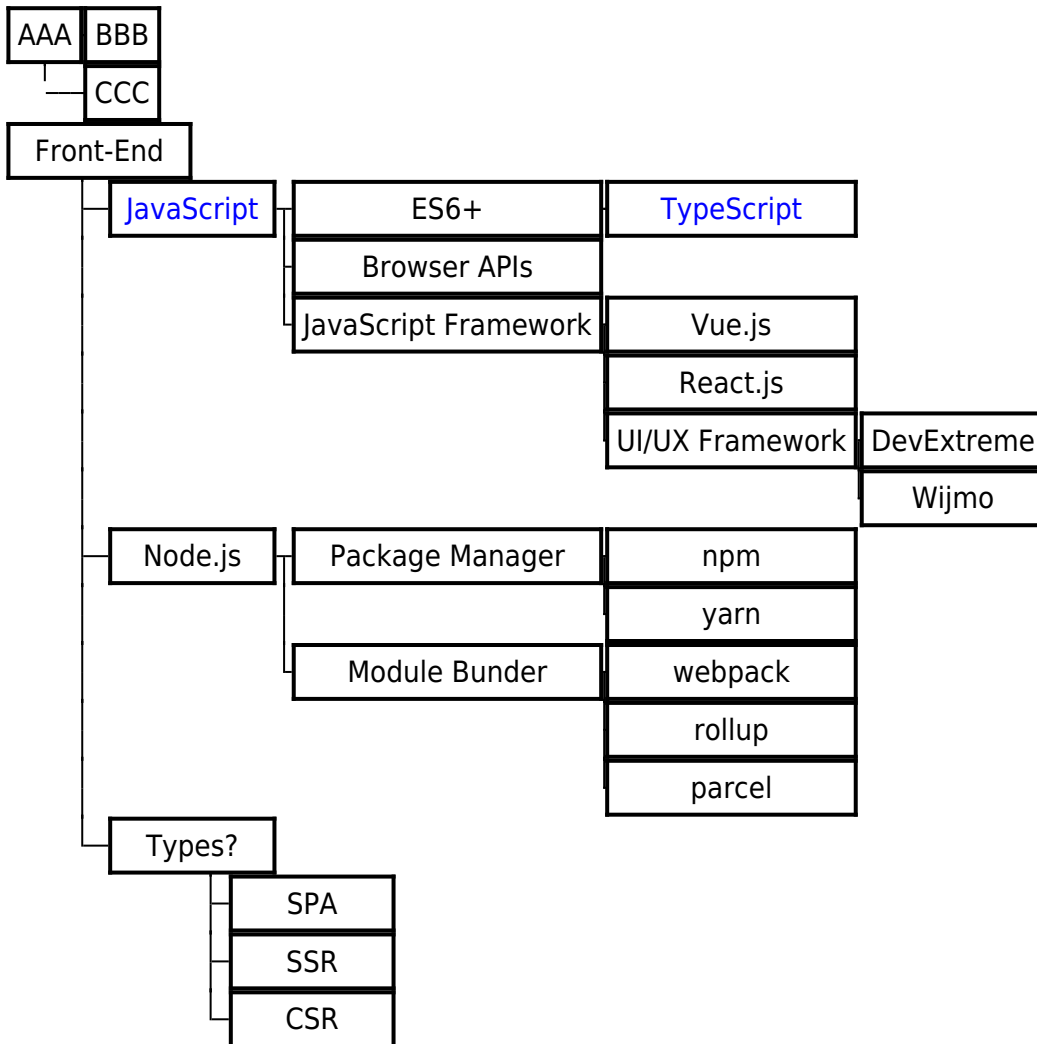 AAA BBB
CCC
Front-End
JavaScript ES6+ TypeScript
Browser APIs
JavaScript Framework Vue.js
React.js
UI/UX Framework DevExtreme
Wijmo
Node.js Package Manager npm
yarn
Module Bunder webpack
rollup
parcel
Types?
SPA
SSR
CSR